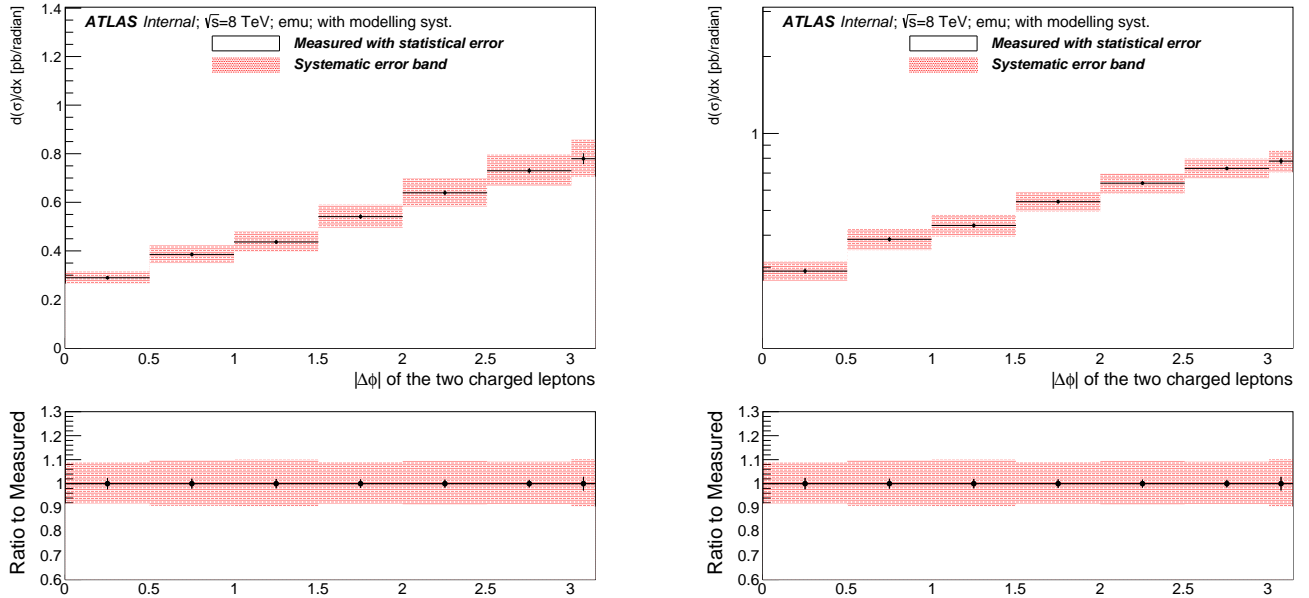 ATLAS Internal; √s=8 TeV; emu; with modelling syst.
Measured with statistical error
Systematic error band
d(σ)/dx [pb/radian]
1.4
1.2
1
0.8
0.6
0.4
0.2
0
0 0.5 1 1.5 2 2.5 3
|Δϕ| of the two charged leptons
Ratio to Measured
1.3
1.2
1.1
1
0.9
0.8
0.7
0.6
0 0.5 1 1.5 2 2.5 3
ATLAS Internal; √s=8 TeV; emu; with modelling syst.
Measured with statistical error
Systematic error band
d(σ)/dx [pb/radian]
1
0 0.5 1 1.5 2 2.5 3
|Δϕ| of the two charged leptons
Ratio to Measured
1.3
1.2
1.1
1
0.9
0.8
0.7
0.6
0 0.5 1 1.5 2 2.5 3